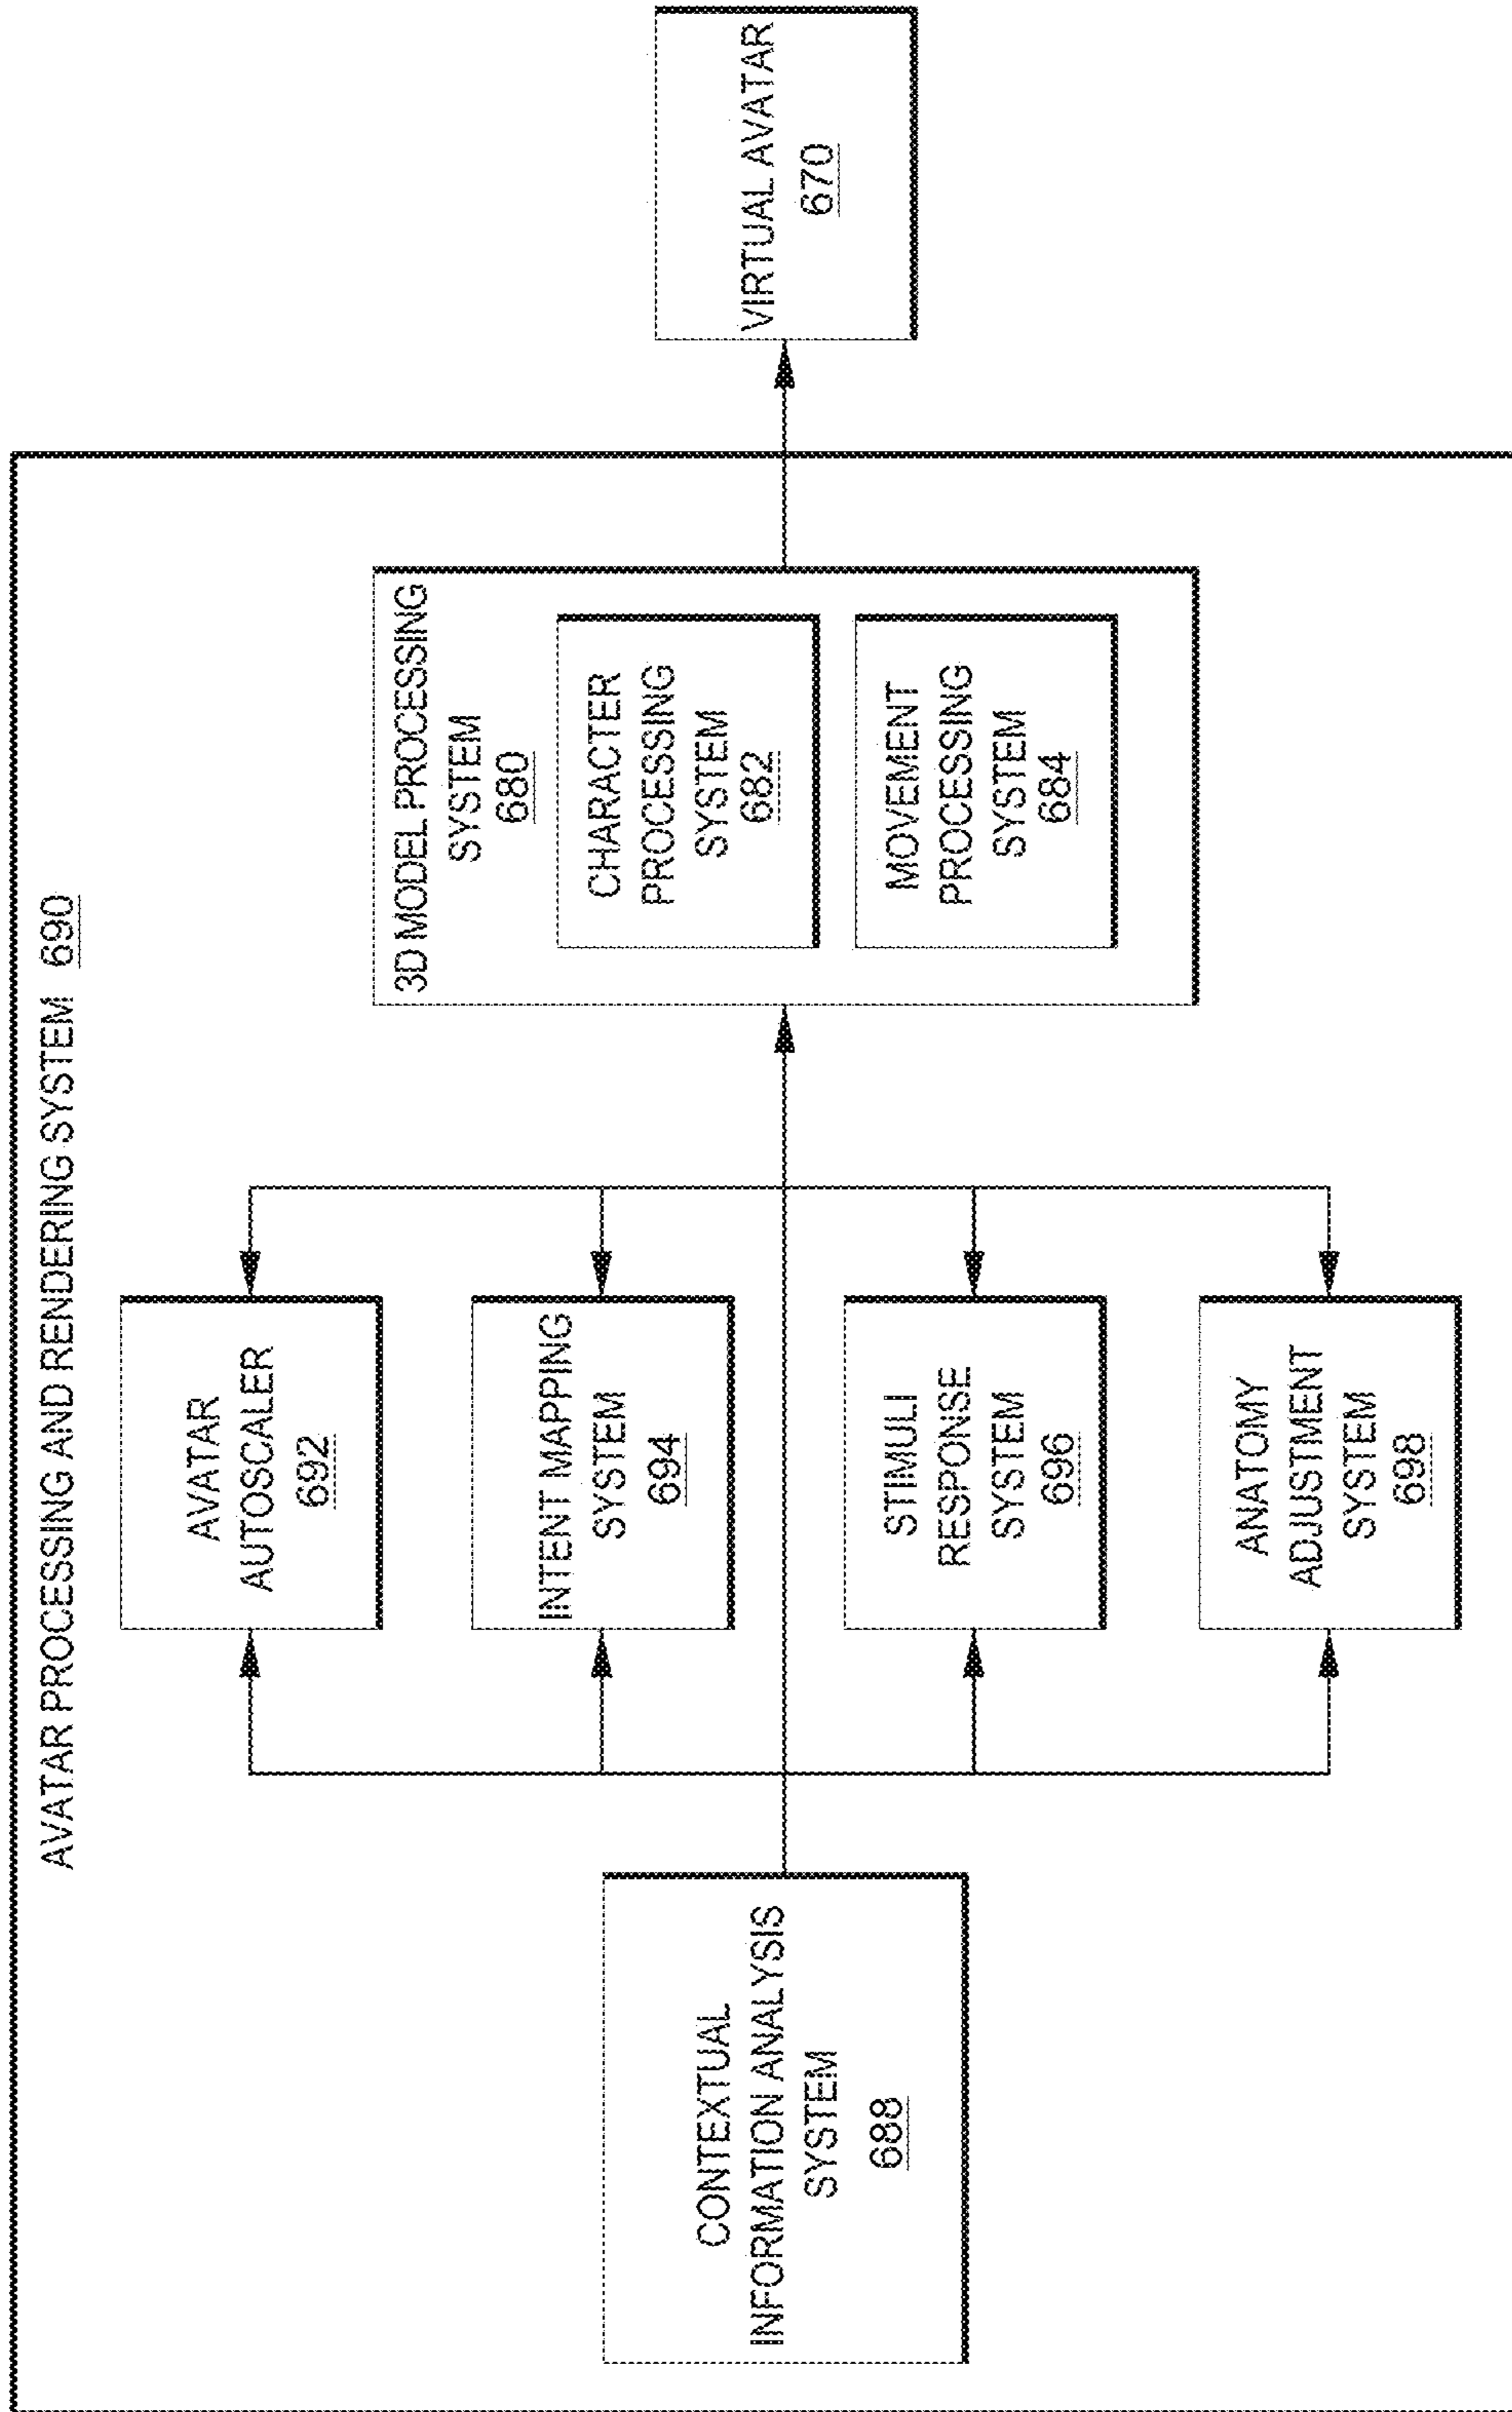 AVATAR PROCESSING AND RENDERING SYSTEM 690
CONTEXTUAL
INFORMATION ANALYSIS
SYSTEM
688
AVATAR
AUTOSCALER
692
INTENT MAPPING
SYSTEM
694
STIMULI
RESPONSE
SYSTEM
696
ANATOMY
ADJUSTMENT
SYSTEM
698
3D MODEL PROCESSING
SYSTEM
680
CHARACTER
PROCESSING
SYSTEM
682
MOVEMENT
PROCESSING
SYSTEM
684
VIRTUAL AVATAR
670